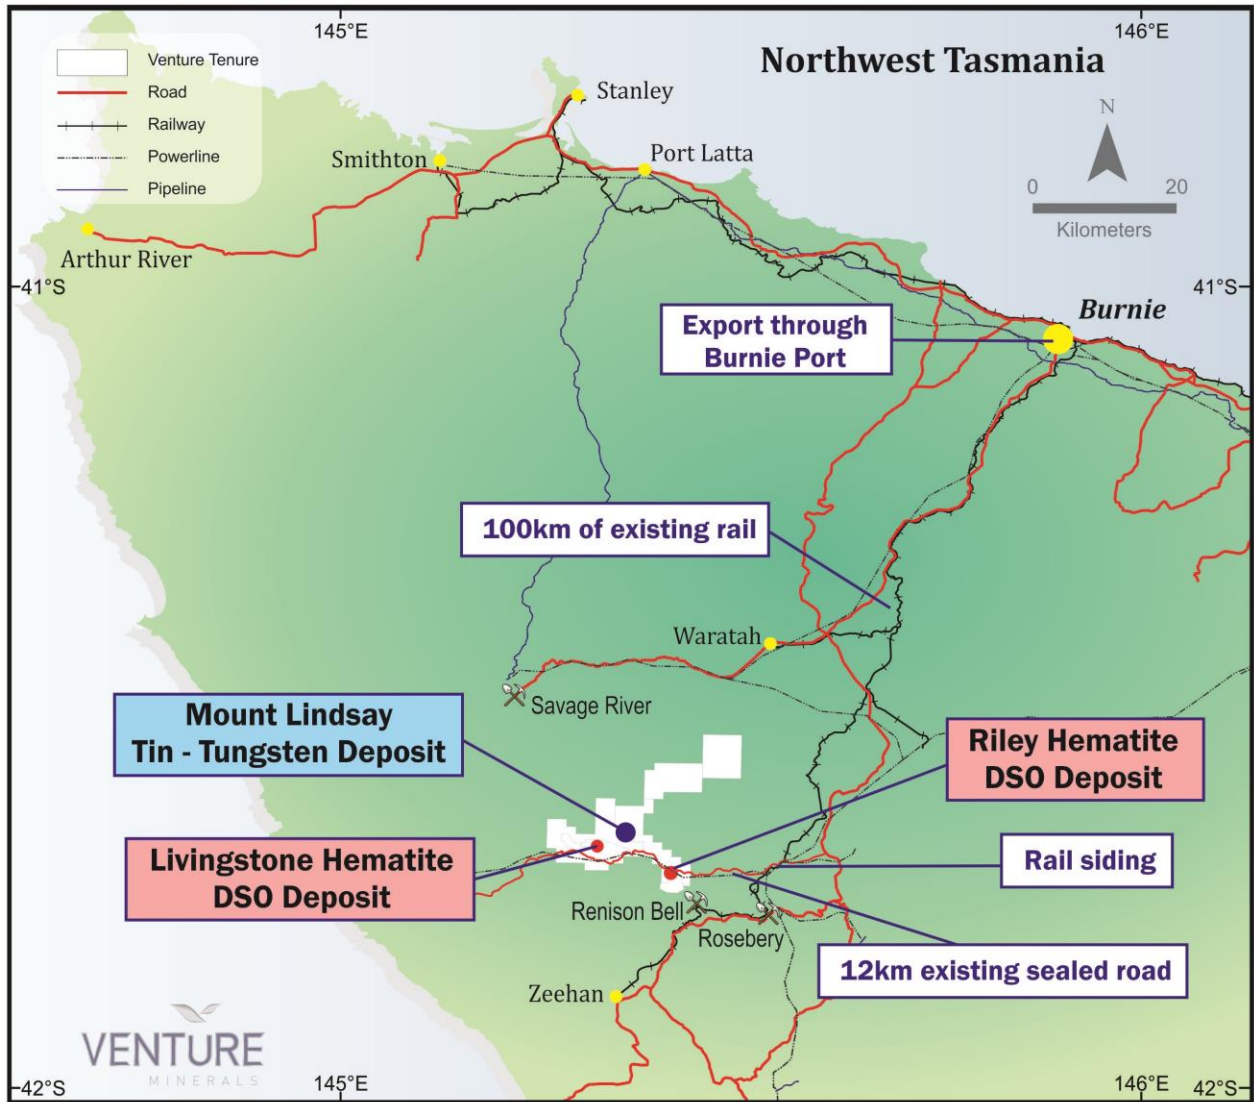 145°E
146°E
Northwest Tasmania
Venture Tenure
Road
Railway
Powerline
Pipeline
N
0 20
Kilometers
Stanley
Smithton
Port Latta
Arthur River
41°S
41°S
Burnie
Export through
Burnie Port
100km of existing rail
Waratah
Savage River
Mount Lindsay
Tin - Tungsten Deposit
Riley Hematite
DSO Deposit
Livingstone Hematite
DSO Deposit
Rail siding
Renison Bell
Rosebery
12km existing sealed road
Zeehan
VENTURE
MINERALS
42°S
145°E
146°E
42°S